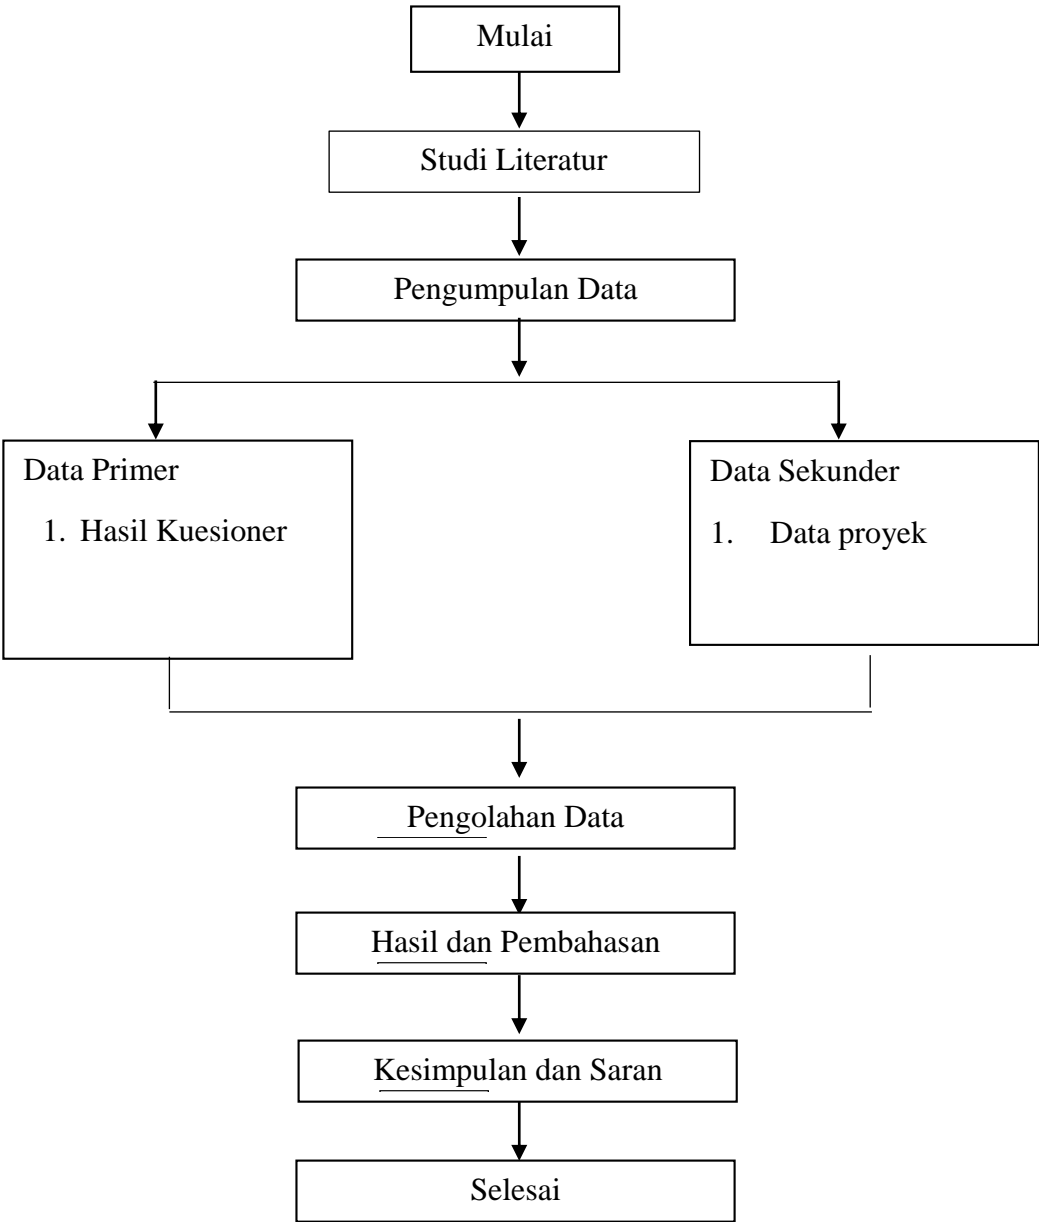 Mulai
Studi Literatur
Pengumpulan Data
Data Primer
1. Hasil Kuesioner
Data Sekunder
1. Data proyek
Pengolahan Data
Hasil dan Pembahasan
Kesimpulan dan Saran
Selesai